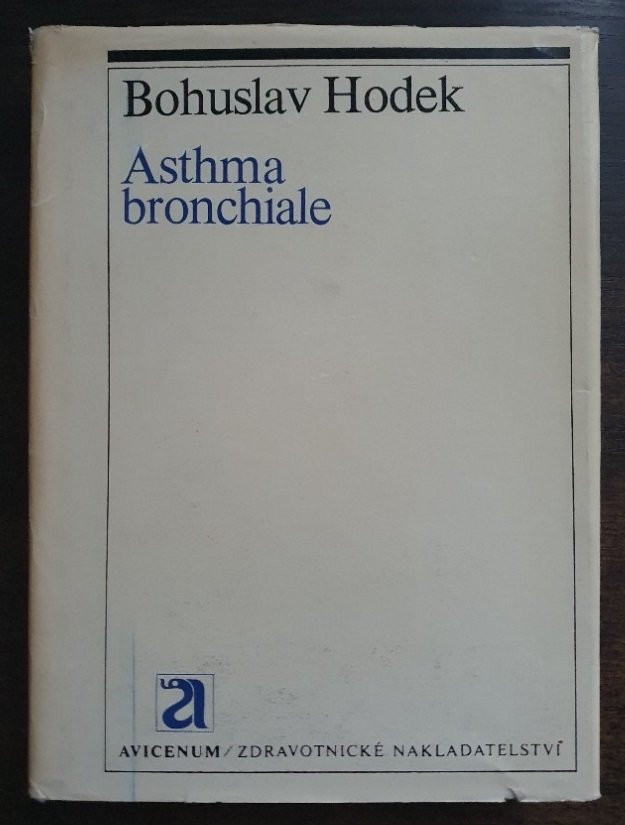 Bohuslav Hodek
Asthma
bronchiale
a
AVICENUM/ZDRAVOTNICKÉ NAKLADATELSTVÍ